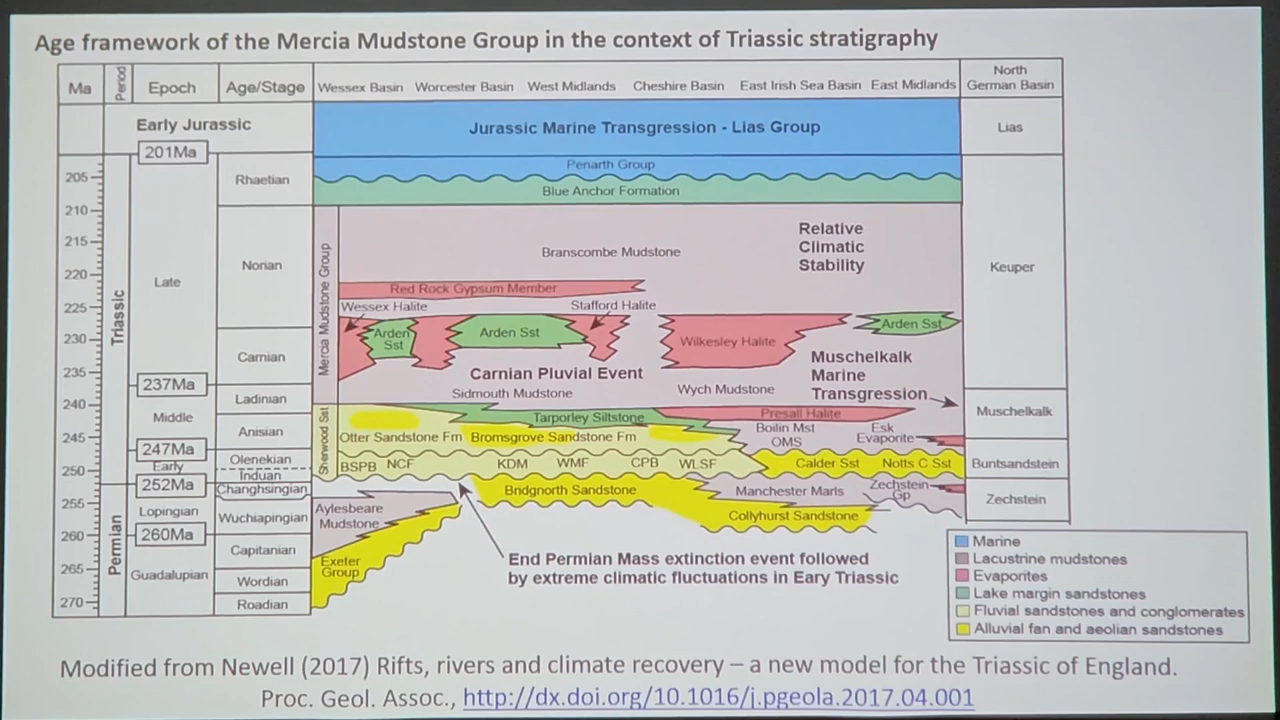 Age framework of the Mercia Mudstone Group in the context of Triassic stratigraphy
Ma
Period
Epoch
Age/Stage
Wessex Basin
Worcester Basin
West Midlands
Cheshire Basin
East Irish Sea Basin
East Midlands
North
German Basin
Early Jurassic
Jurassic Marine Transgression - Lias Group
Lias
201Ma
Penarth Group
205
Rhaetian
Blue Anchor Formation
210
215
220
225
230
235
240
245
250
255
260
265
270
Triassic
Permian
Late
Norian
Carnian
237Ma
Ladinian
Middle
Anisian
247Ma
Olenekian
Early
Induan
252Ma
Changhsingian
Lopingian
Wuchiapingian
260Ma
Capitanian
Guadalupian
Wordian
Roadian
Mercia Mudstone Group
Sherwood Sst
Branscombe Mudstone
Relative
Climatic
Stability
Keuper
Red Rock Gypsum Member
Wessex Halite
Stafford Halite
Arden
Sst
Arden Sst
Wilkesley Halite
Arden Sst
Carnian Pluvial Event
Muschelkalk
Marine
Transgression
Sidmouth Mudstone
Wych Mudstone
Muschelkalk
Tarporley Siltstone
Presall Halite
Otter Sandstone Fm
Bromsgrove Sandstone Fm
Boilin Mst
OMS
Esk
Evaporite
BSPB
NCF
KDM
WMF
CPB
WLSF
Calder Sst
Notts C Sst
Buntsandstein
Aylesbeare
Mudstone
Bridgnorth Sandstone
Manchester Marls
Zechstein
Gp
Zechstein
Collyhurst Sandstone
Exeter
Group
End Permian Mass extinction event followed
by extreme climatic fluctuations in Eary Triassic
Marine
Lacustrine mudstones
Evaporites
Lake margin sandstones
Fluvial sandstones and conglomerates
Alluvial fan and aeolian sandstones
Modified from Newell (2017) Rifts, rivers and climate recovery – a new model for the Triassic of England.
Proc. Geol. Assoc., http://dx.doi.org/10.1016/j.pgeola.2017.04.001